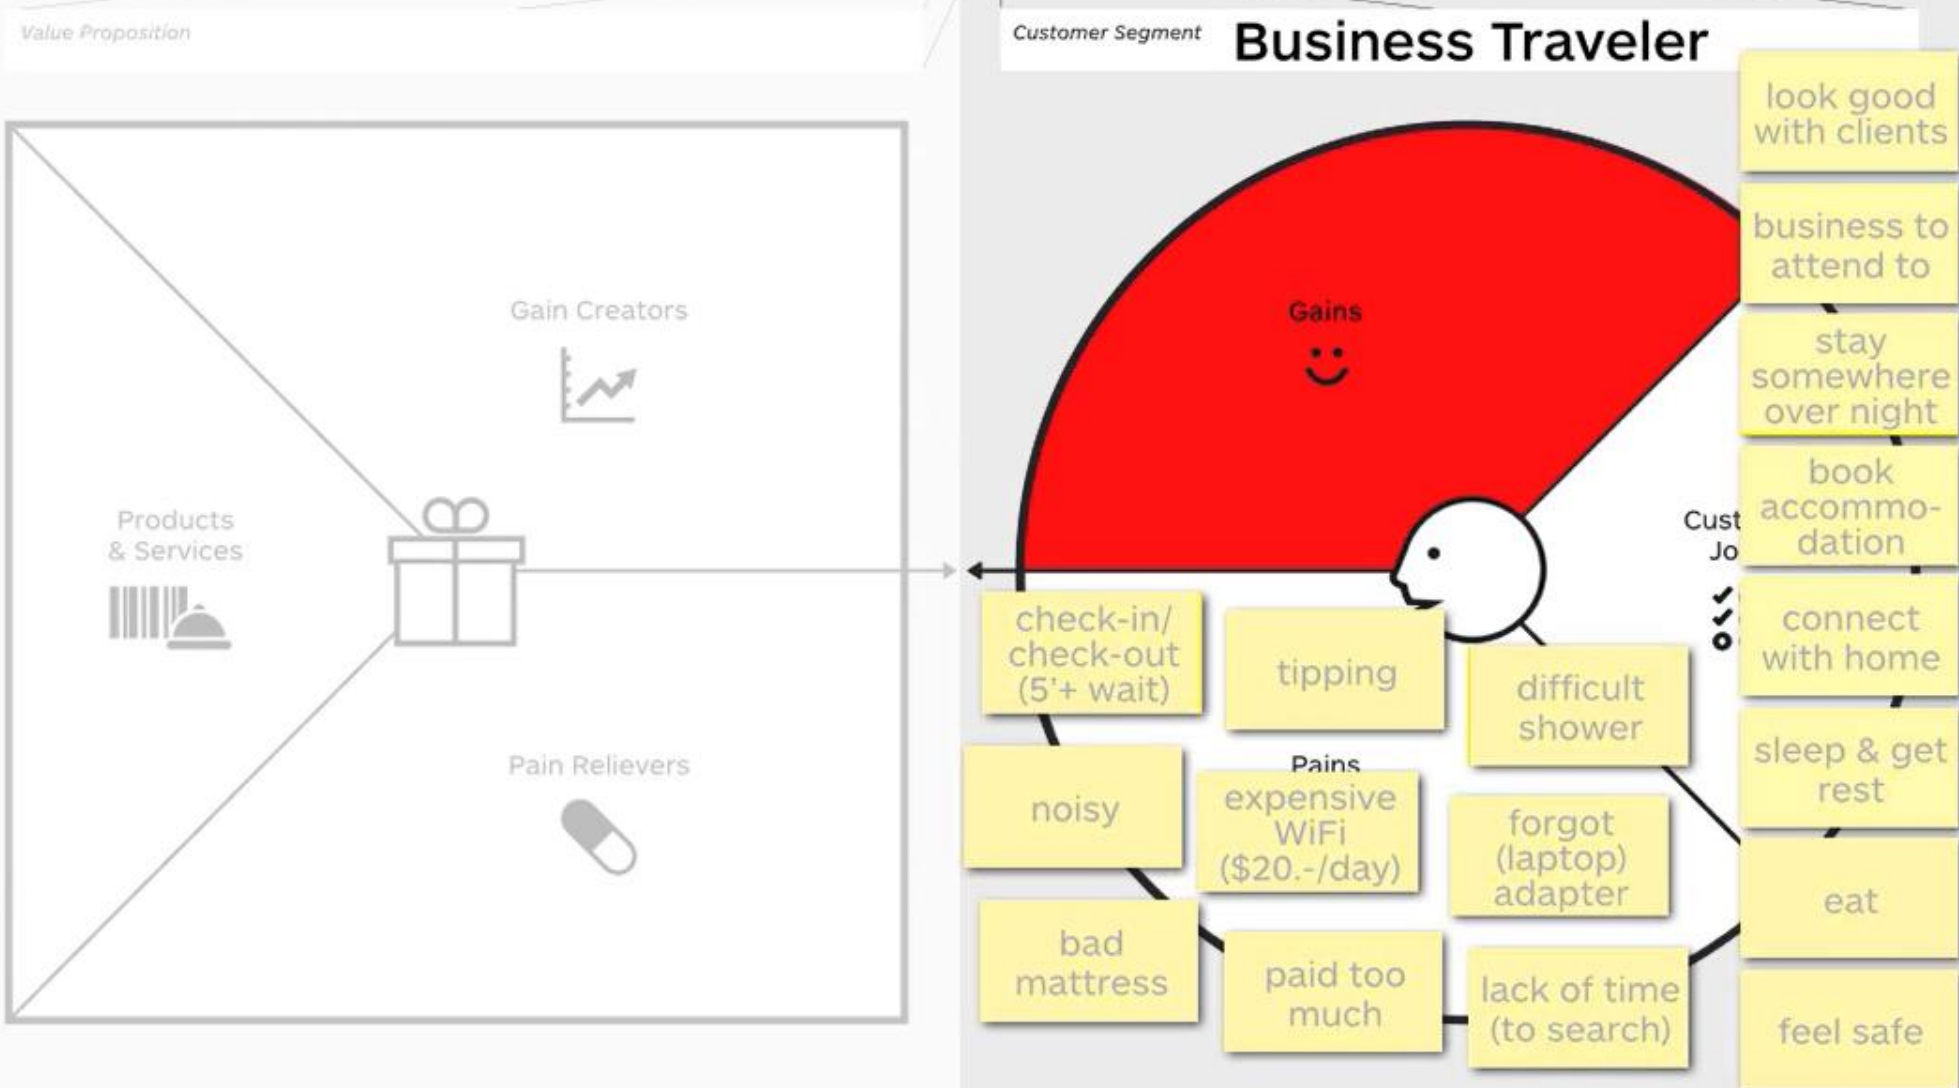 Value Proposition
Gain Creators
Products
& Services
Pain Relievers
Customer Segment
Business Traveler
Gains
Cust
Jo
Pains
check-in/
check-out
(5'+ wait)
tipping
difficult
shower
noisy
expensive
WiFi
($20.-/day)
forgot
(laptop)
adapter
bad
mattress
paid too
much
lack of time
(to search)
look good
with clients
business to
attend to
stay
somewhere
over night
book
accommo-
dation
connect
with home
sleep & get
rest
eat
feel safe